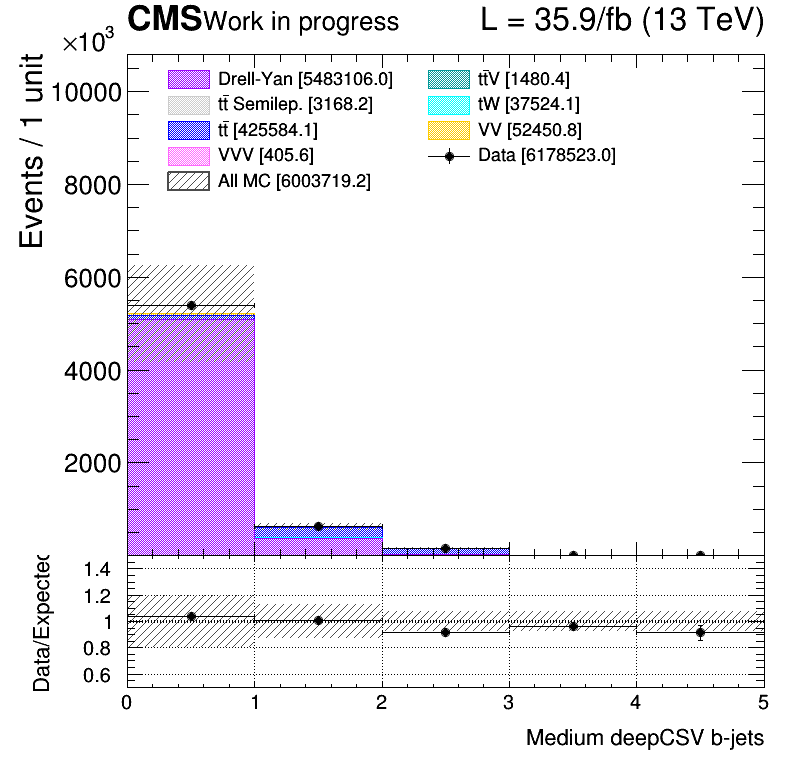 CMS Work in progress L = 35.9/fb (13 TeV)
×10³
Events / 1 unit
10000
8000
6000
4000
2000
Drell-Yan [5483106.0]
tt̄ Semilep. [3168.2]
tt̄ [425584.1]
VVV [405.6]
All MC [6003719.2]
tt̄V [1480.4]
tW [37524.1]
VV [52450.8]
Data [6178523.0]
Data/Expected
1.4
1.2
1
0.8
0.6
0 1 2 3 4 5
Medium deepCSV b-jets